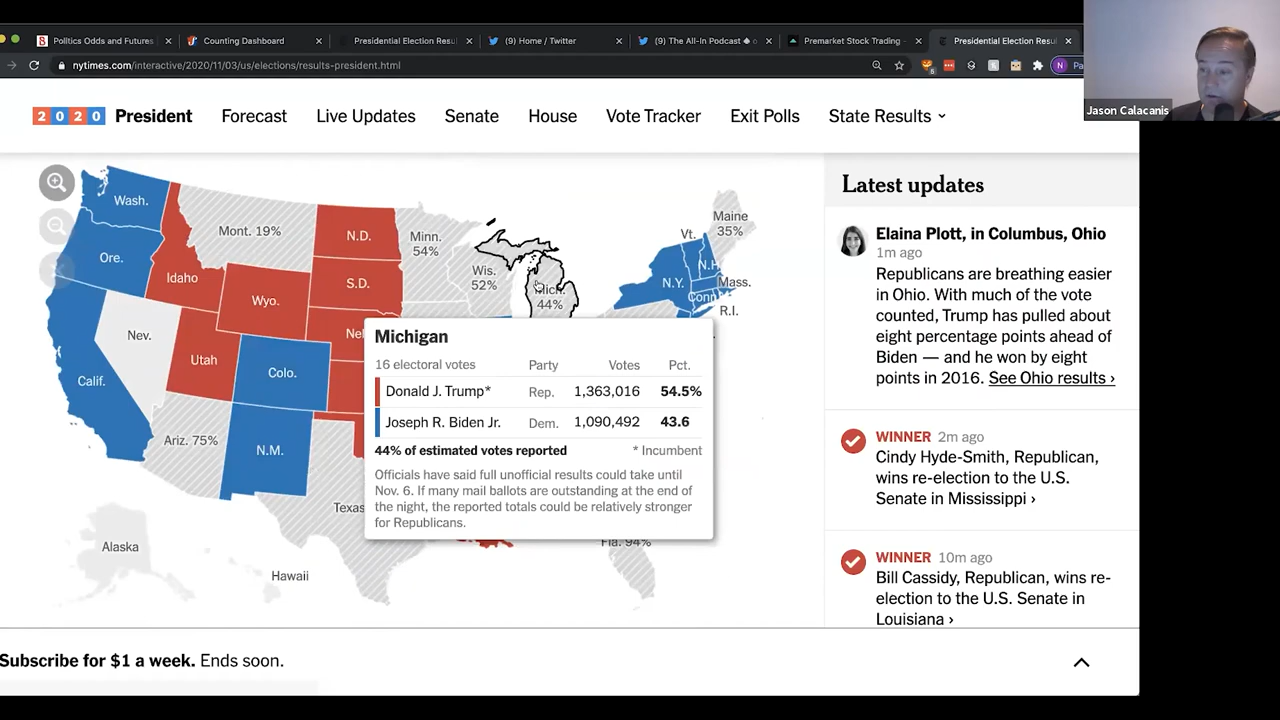 Politics Odds and Futures
Counting Dashboard
Presidential Election Resu
(9) Home / Twitter
(9) The All-In Podcast ♠ o
Premarket Stock Trading -
Presidential Election Resu
nytimes.com/interactive/2020/11/03/us/elections/results-president.html
N
Pa
Jason Calacanis
2020 President
Forecast
Live Updates
Senate
House
Vote Tracker
Exit Polls
State Results
Wash.
Ore.
Calif.
Nev.
Idaho
Mont. 19%
Wyo.
Utah
Colo.
Ariz. 75%
N.M.
N.D.
S.D.
Neb
Minn.
54%
Wis.
52%
Mich.
44%
Texas
Fla. 94%
Alaska
Hawaii
Maine
35%
Vt.
N.H
N.Y.
Mass.
Conn
R.I.
Michigan
16 electoral votes Party Votes Pct.
Donald J. Trump* Rep. 1,363,016 54.5%
Joseph R. Biden Jr. Dem. 1,090,492 43.6
44% of estimated votes reported * Incumbent
Officials have said full unofficial results could take until
Nov. 6. If many mail ballots are outstanding at the end of
the night, the reported totals could be relatively stronger
for Republicans.
Latest updates
Elaina Plott, in Columbus, Ohio
1m ago
Republicans are breathing easier
in Ohio. With much of the vote
counted, Trump has pulled about
eight percentage points ahead of
Biden — and he won by eight
points in 2016. See Ohio results ›
WINNER 2m ago
Cindy Hyde-Smith, Republican,
wins re-election to the U.S.
Senate in Mississippi ›
WINNER 10m ago
Bill Cassidy, Republican, wins re-
election to the U.S. Senate in
Louisiana ›
Subscribe for $1 a week. Ends soon.